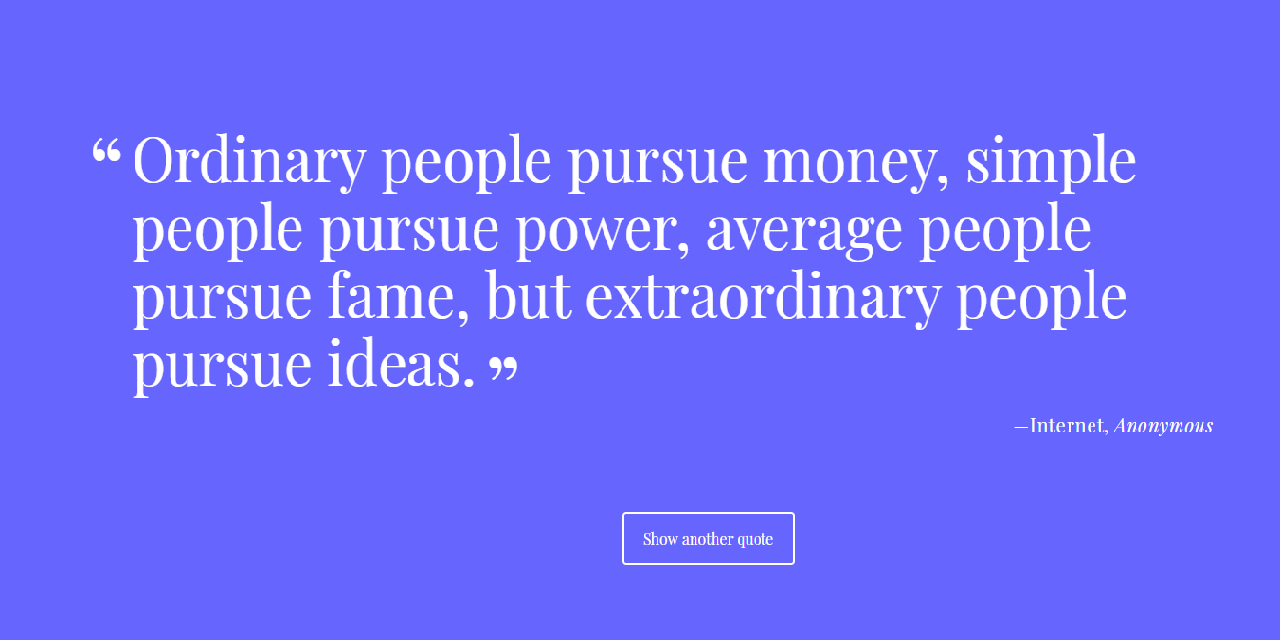 “ Ordinary people pursue money, simple
people pursue power, average people
pursue fame, but extraordinary people
pursue ideas. ”
—Internet, Anonymous
Show another quote